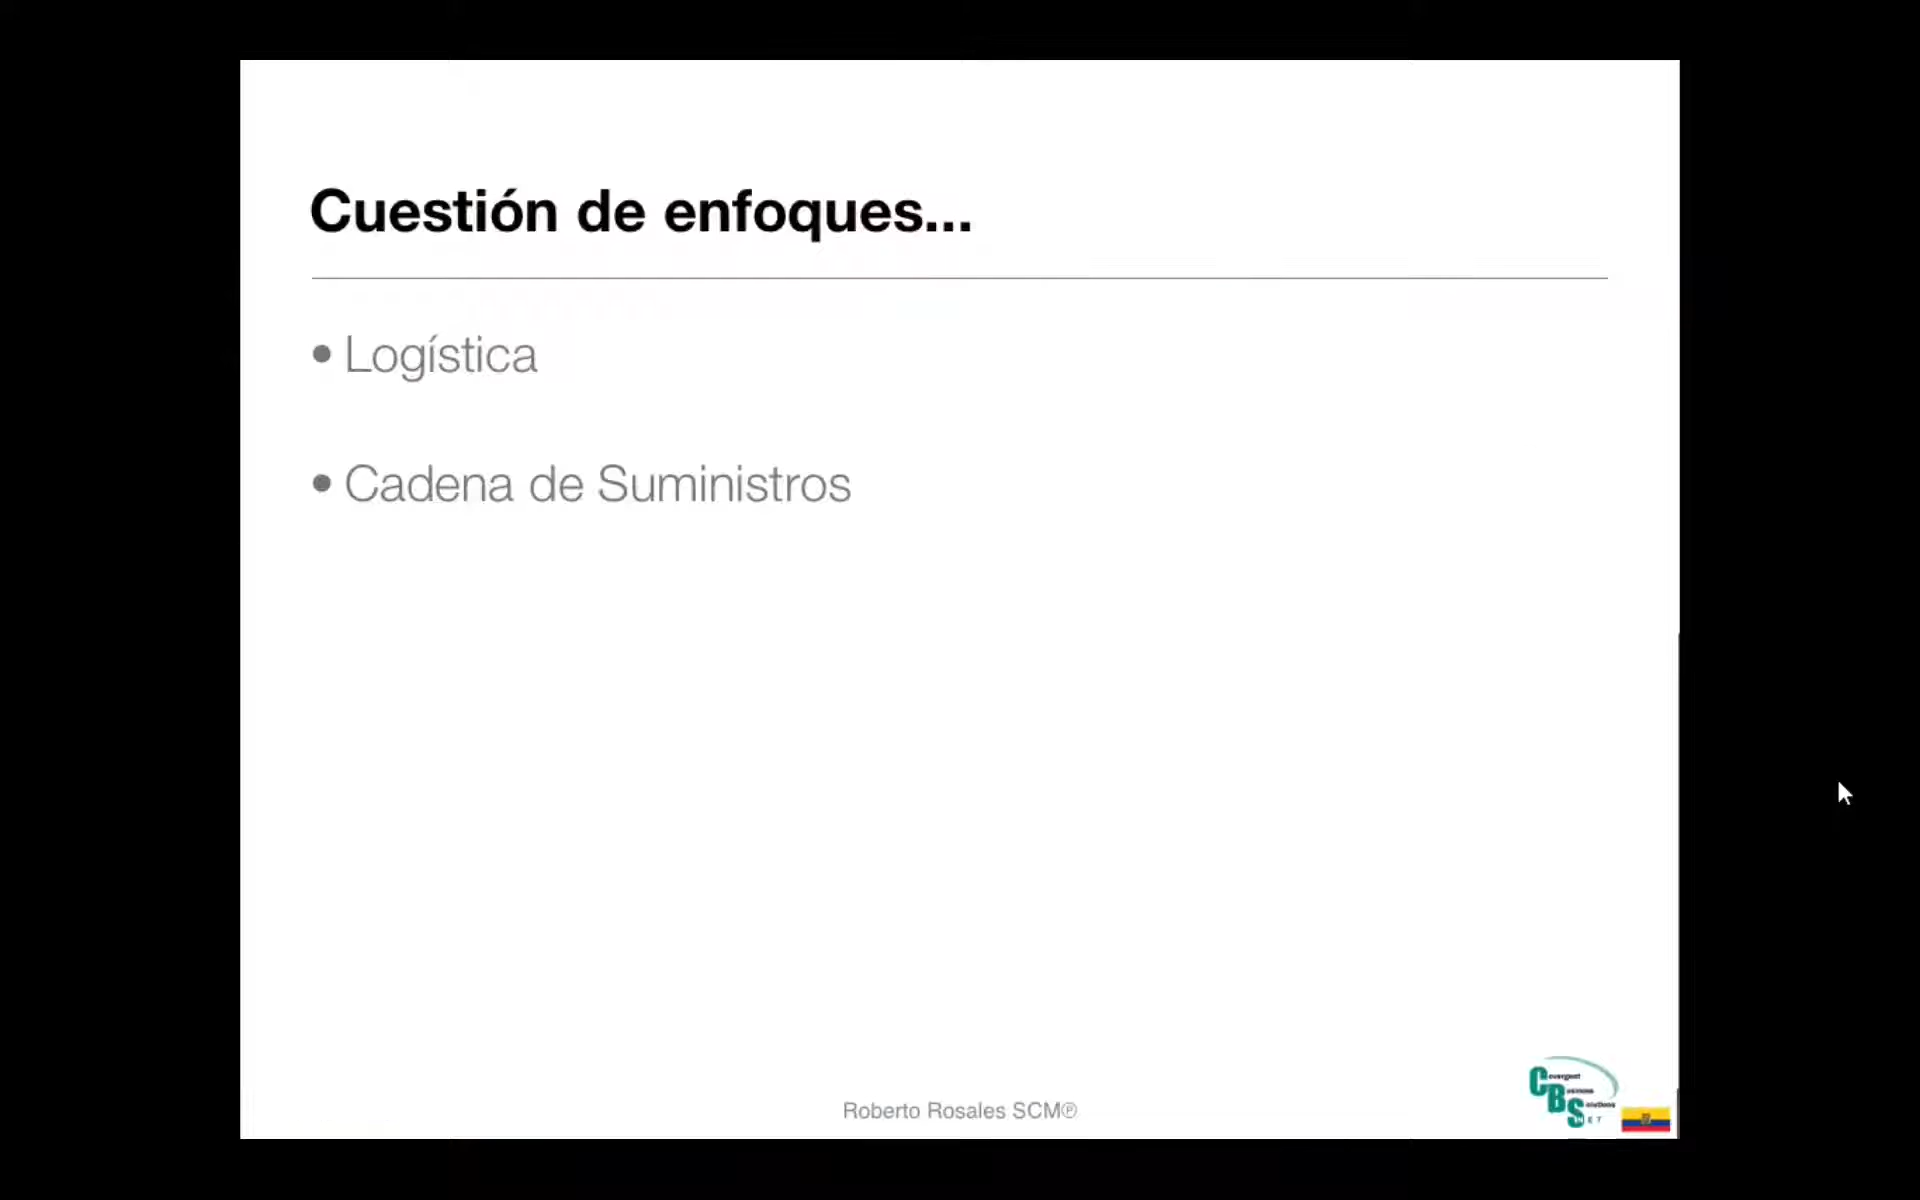 Cuestión de enfoques...
• Logística
• Cadena de Suministros
Roberto Rosales SCM℗
CBS